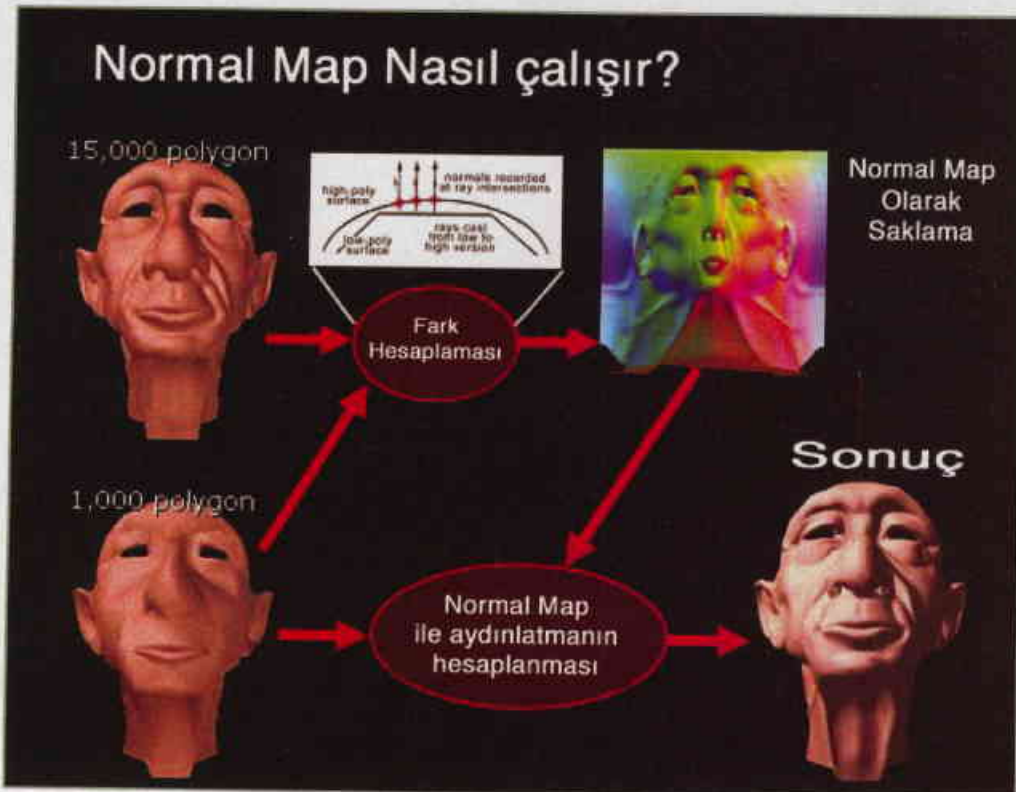 Normal Map Nasıl çalışır?
15,000 polygon
high-poly
surface
normals recorded
at ray intersections
low-poly
surface
rays cast
from low to
high version
Normal Map
Olarak
Saklama
Fark
Hesaplaması
1,000 polygon
Sonuç
Normal Map
ile aydınlatmanın
hesaplanması